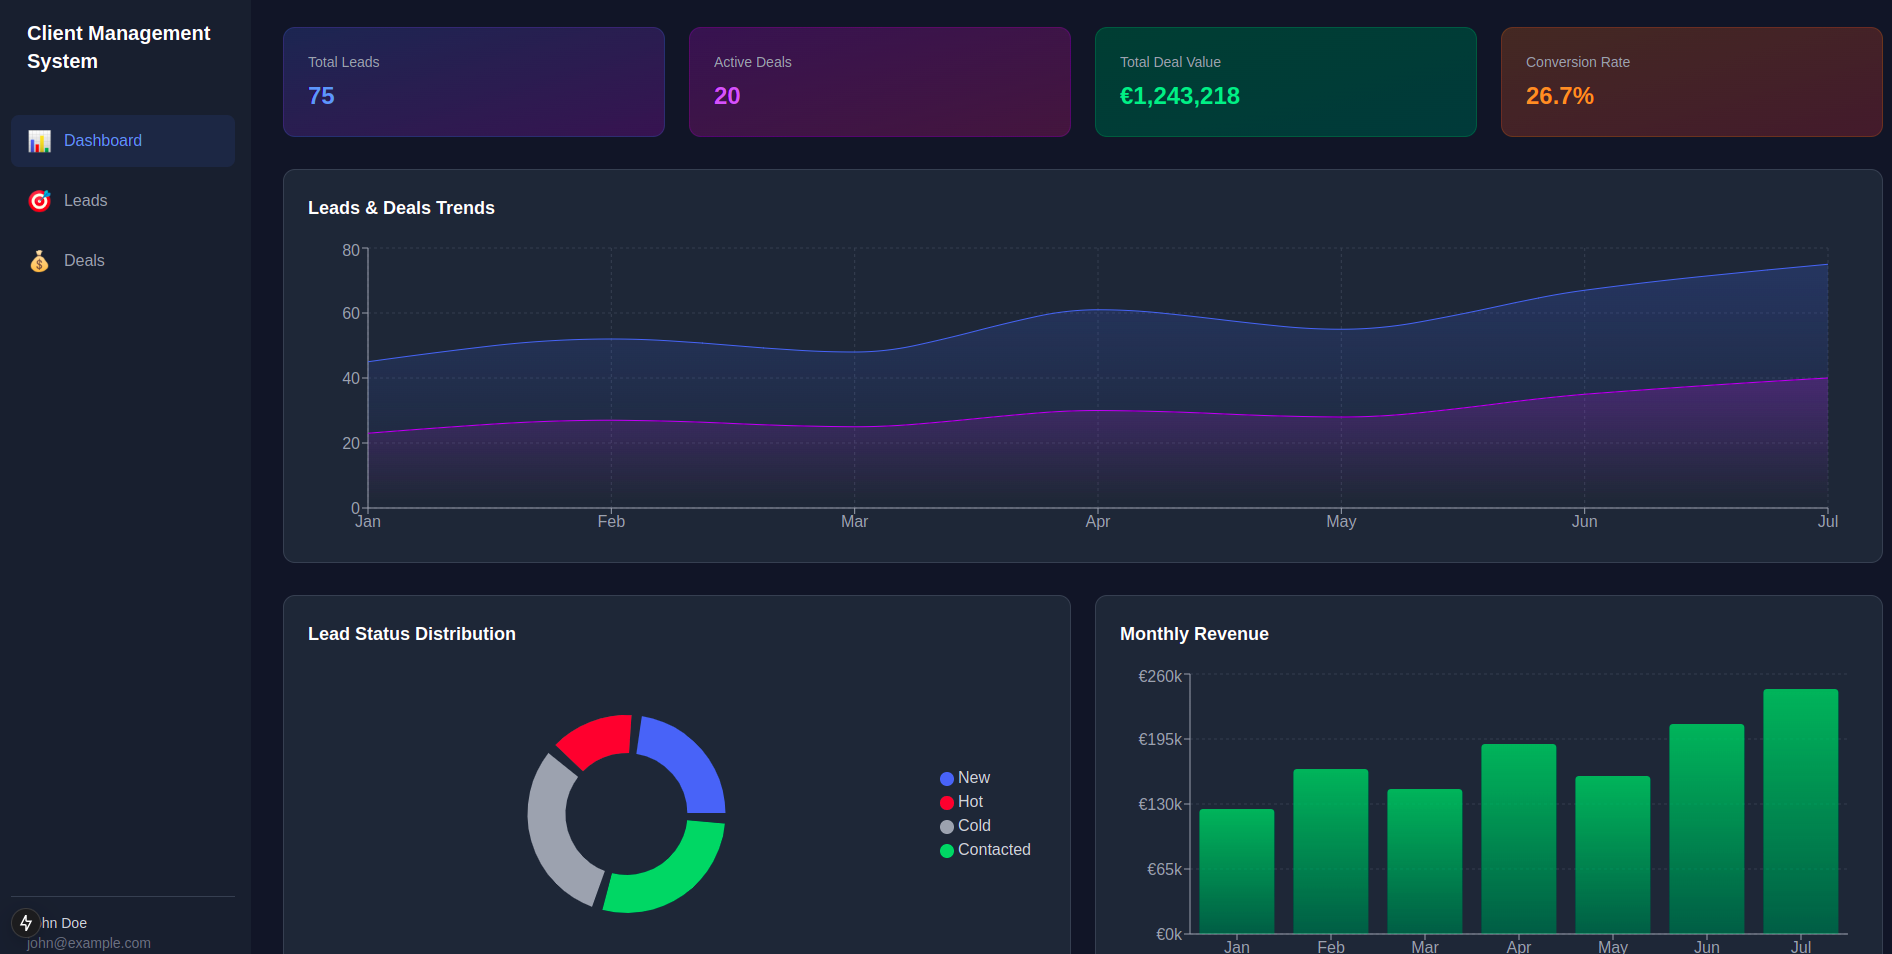 Client Management
System
Dashboard
Leads
Deals
hn Doe
john@example.com
Total Leads
75
Active Deals
20
Total Deal Value
€1,243,218
Conversion Rate
26.7%
Leads & Deals Trends
80
60
40
20
0
Jan Feb Mar Apr May Jun Jul
Lead Status Distribution
New
Hot
Cold
Contacted
Monthly Revenue
€260k
€195k
€130k
€65k
€0k
Jan Feb Mar Apr May Jun Jul